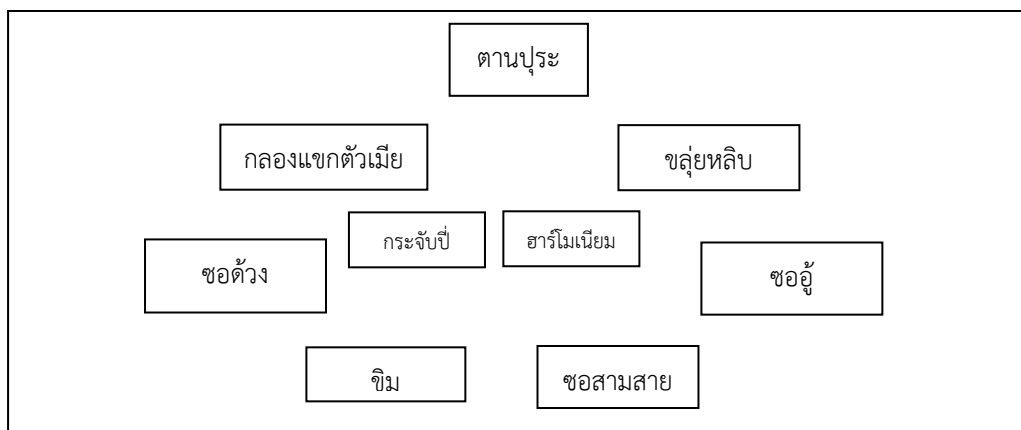 ตานปุระ
กลองแขกตัวเมีย
ขลุ่ยหลิบ
กระจับปี่
ฮาร์โมเนียม
ซอด้วง
ซออู้
ขิม
ซอสามสาย